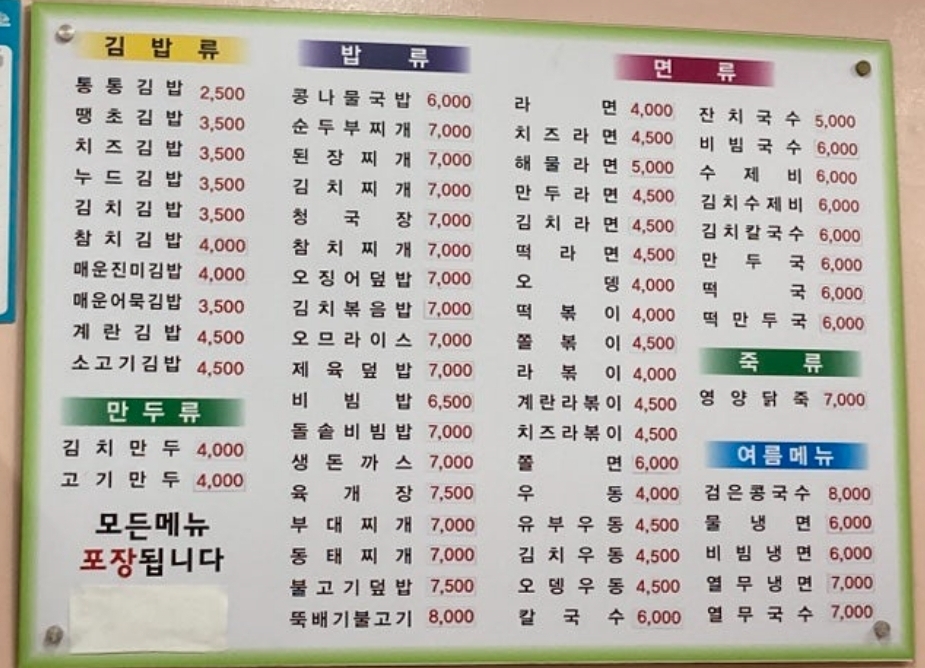 김밥류
통통김밥 2,500
땡초김밥 3,500
치즈김밥 3,500
누드김밥 3,500
김치김밥 3,500
참치김밥 4,000
매운진미김밥 4,000
매운어묵김밥 3,500
계란김밥 4,500
소고기김밥 4,500
만두류
김치만두 4,000
고기만두 4,000
모든메뉴
포장됩니다
밥류
콩나물국밥 6,000
순두부찌개 7,000
된장찌개 7,000
김치찌개 7,000
청국장 7,000
참치찌개 7,000
오징어덮밥 7,000
김치볶음밥 7,000
오므라이스 7,000
제육덮밥 7,000
비빔밥 6,500
돌솥비빔밥 7,000
생돈까스 7,000
육개장 7,500
부대찌개 7,000
동태찌개 7,000
불고기덮밥 7,500
뚝배기불고기 8,000
면류
라면 4,000
치즈라면 4,500
해물라면 5,000
만두라면 4,500
김치라면 4,500
떡라면 4,500
오뎅 4,000
떡볶이 4,000
쫄볶이 4,500
라볶이 4,000
계란라볶이 4,500
치즈라볶이 4,500
쫄면 6,000
우동 4,000
유부우동 4,500
김치우동 4,500
오뎅우동 4,500
칼국수 6,000
잔치국수 5,000
비빔국수 6,000
수제비 6,000
김치수제비 6,000
김치칼국수 6,000
만두국 6,000
떡국 6,000
떡만두국 6,000
죽류
영양닭죽 7,000
여름메뉴
검은콩국수 8,000
물냉면 6,000
비빔냉면 6,000
열무냉면 7,000
열무국수 7,000